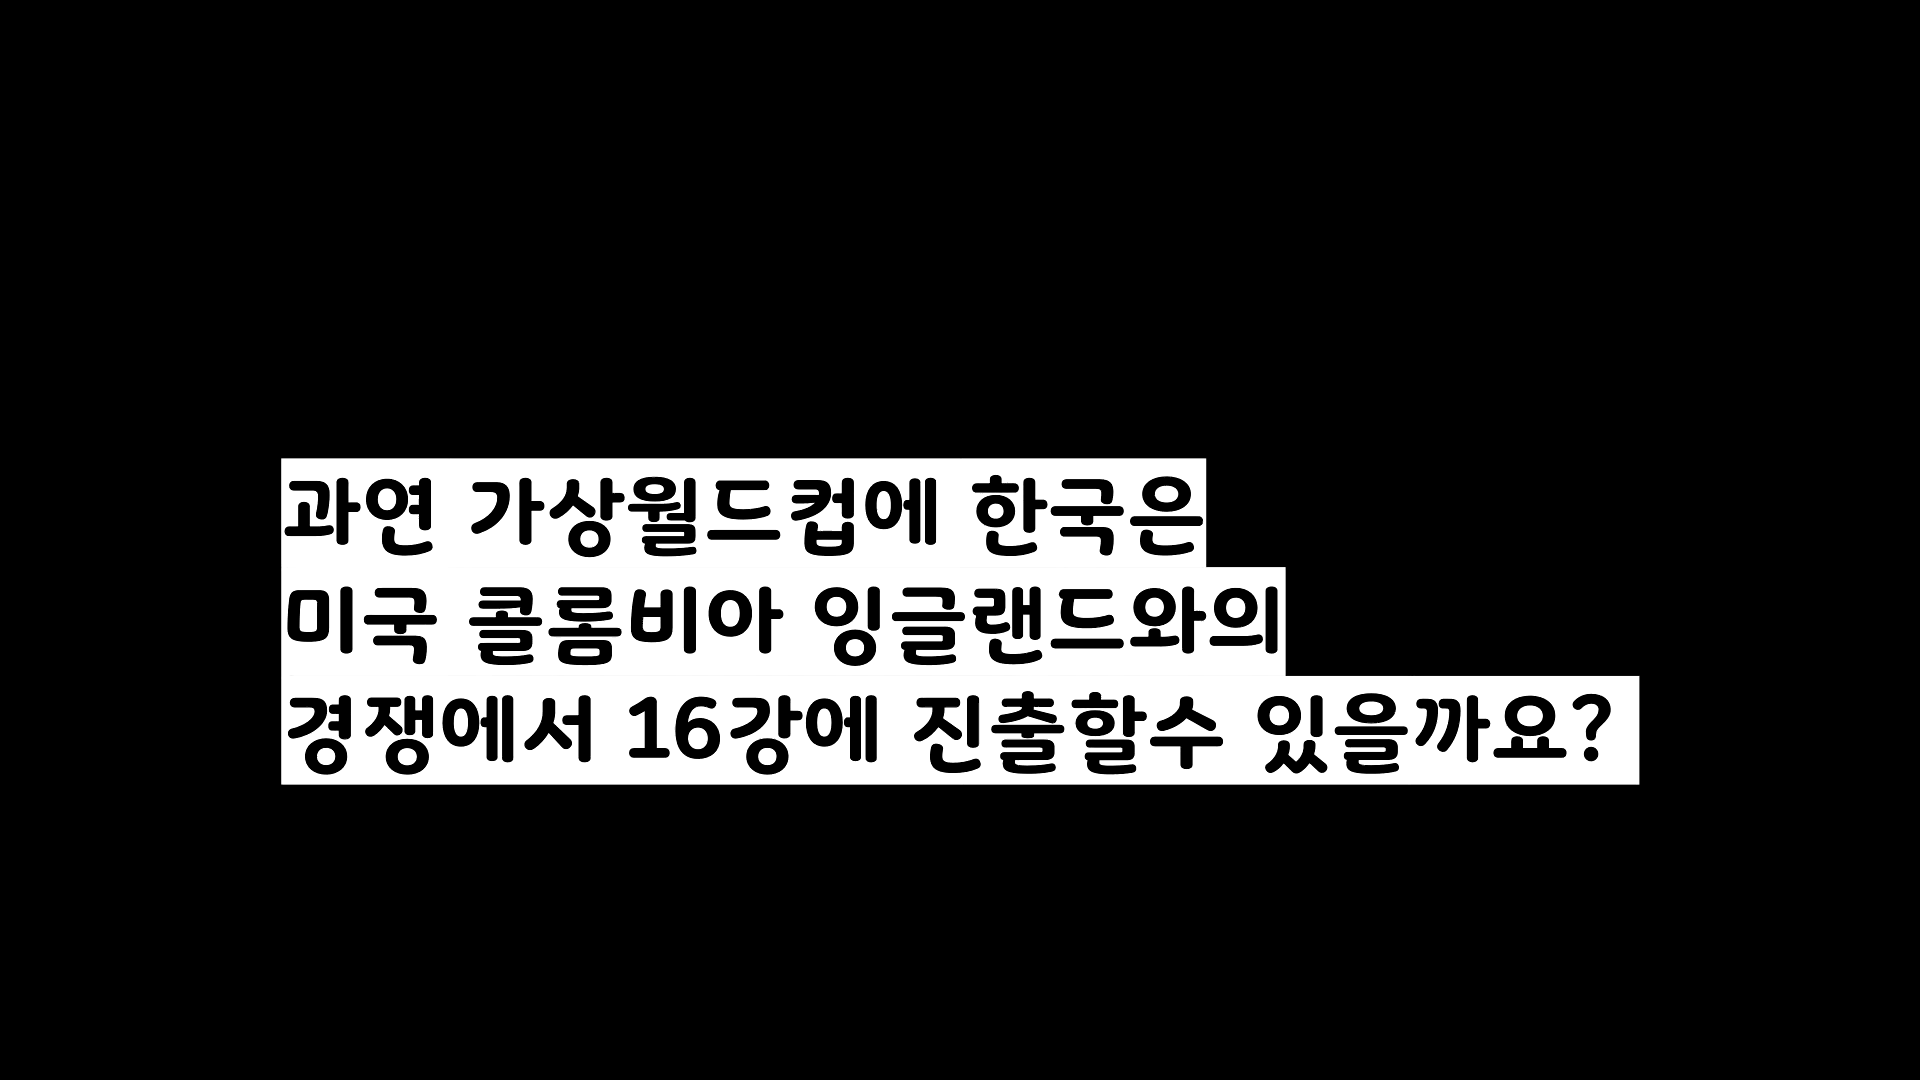 과연 가상월드컵에 한국은
미국 콜롬비아 잉글랜드와의
경쟁에서 16강에 진출할수 있을까요?